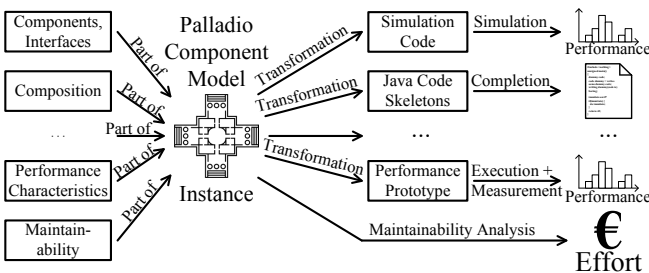 Components,
Interfaces
Composition
...
Performance
Characteristics
Maintain-
ability
Part of
Part of
Part of
Part of
Part of
Palladio
Component
Model
Instance
Transformation
Transformation
Transformation
Simulation
Code
Java Code
Skeletons
...
Performance
Prototype
Simulation
Completion
Execution +
Measurement
Maintainability Analysis
Performance
...
Performance
€
Effort